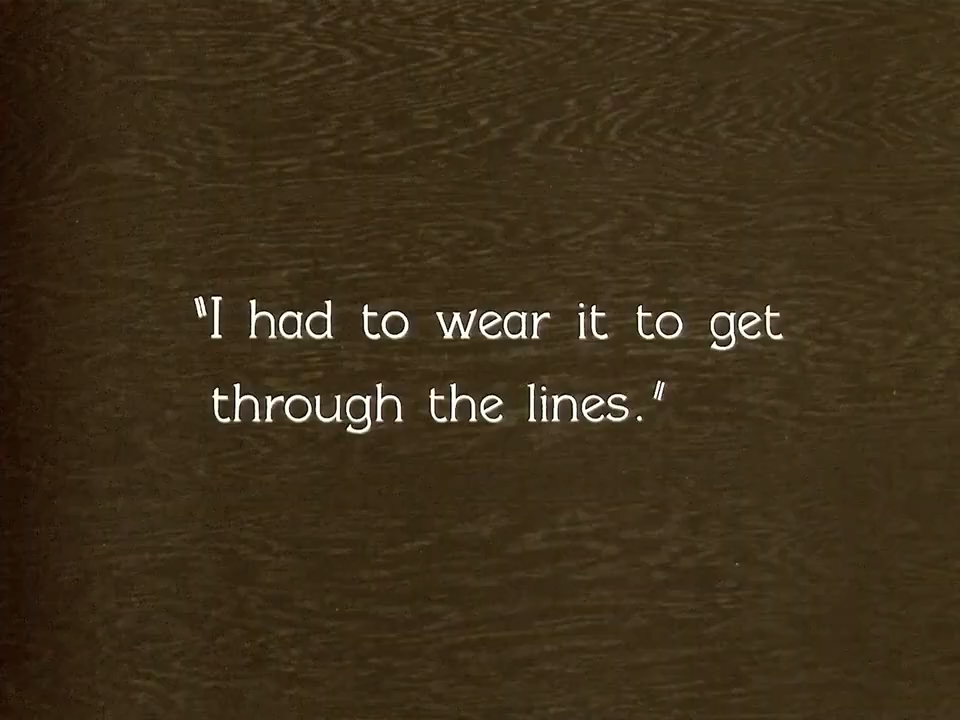 "I had to wear it to get
through the lines."